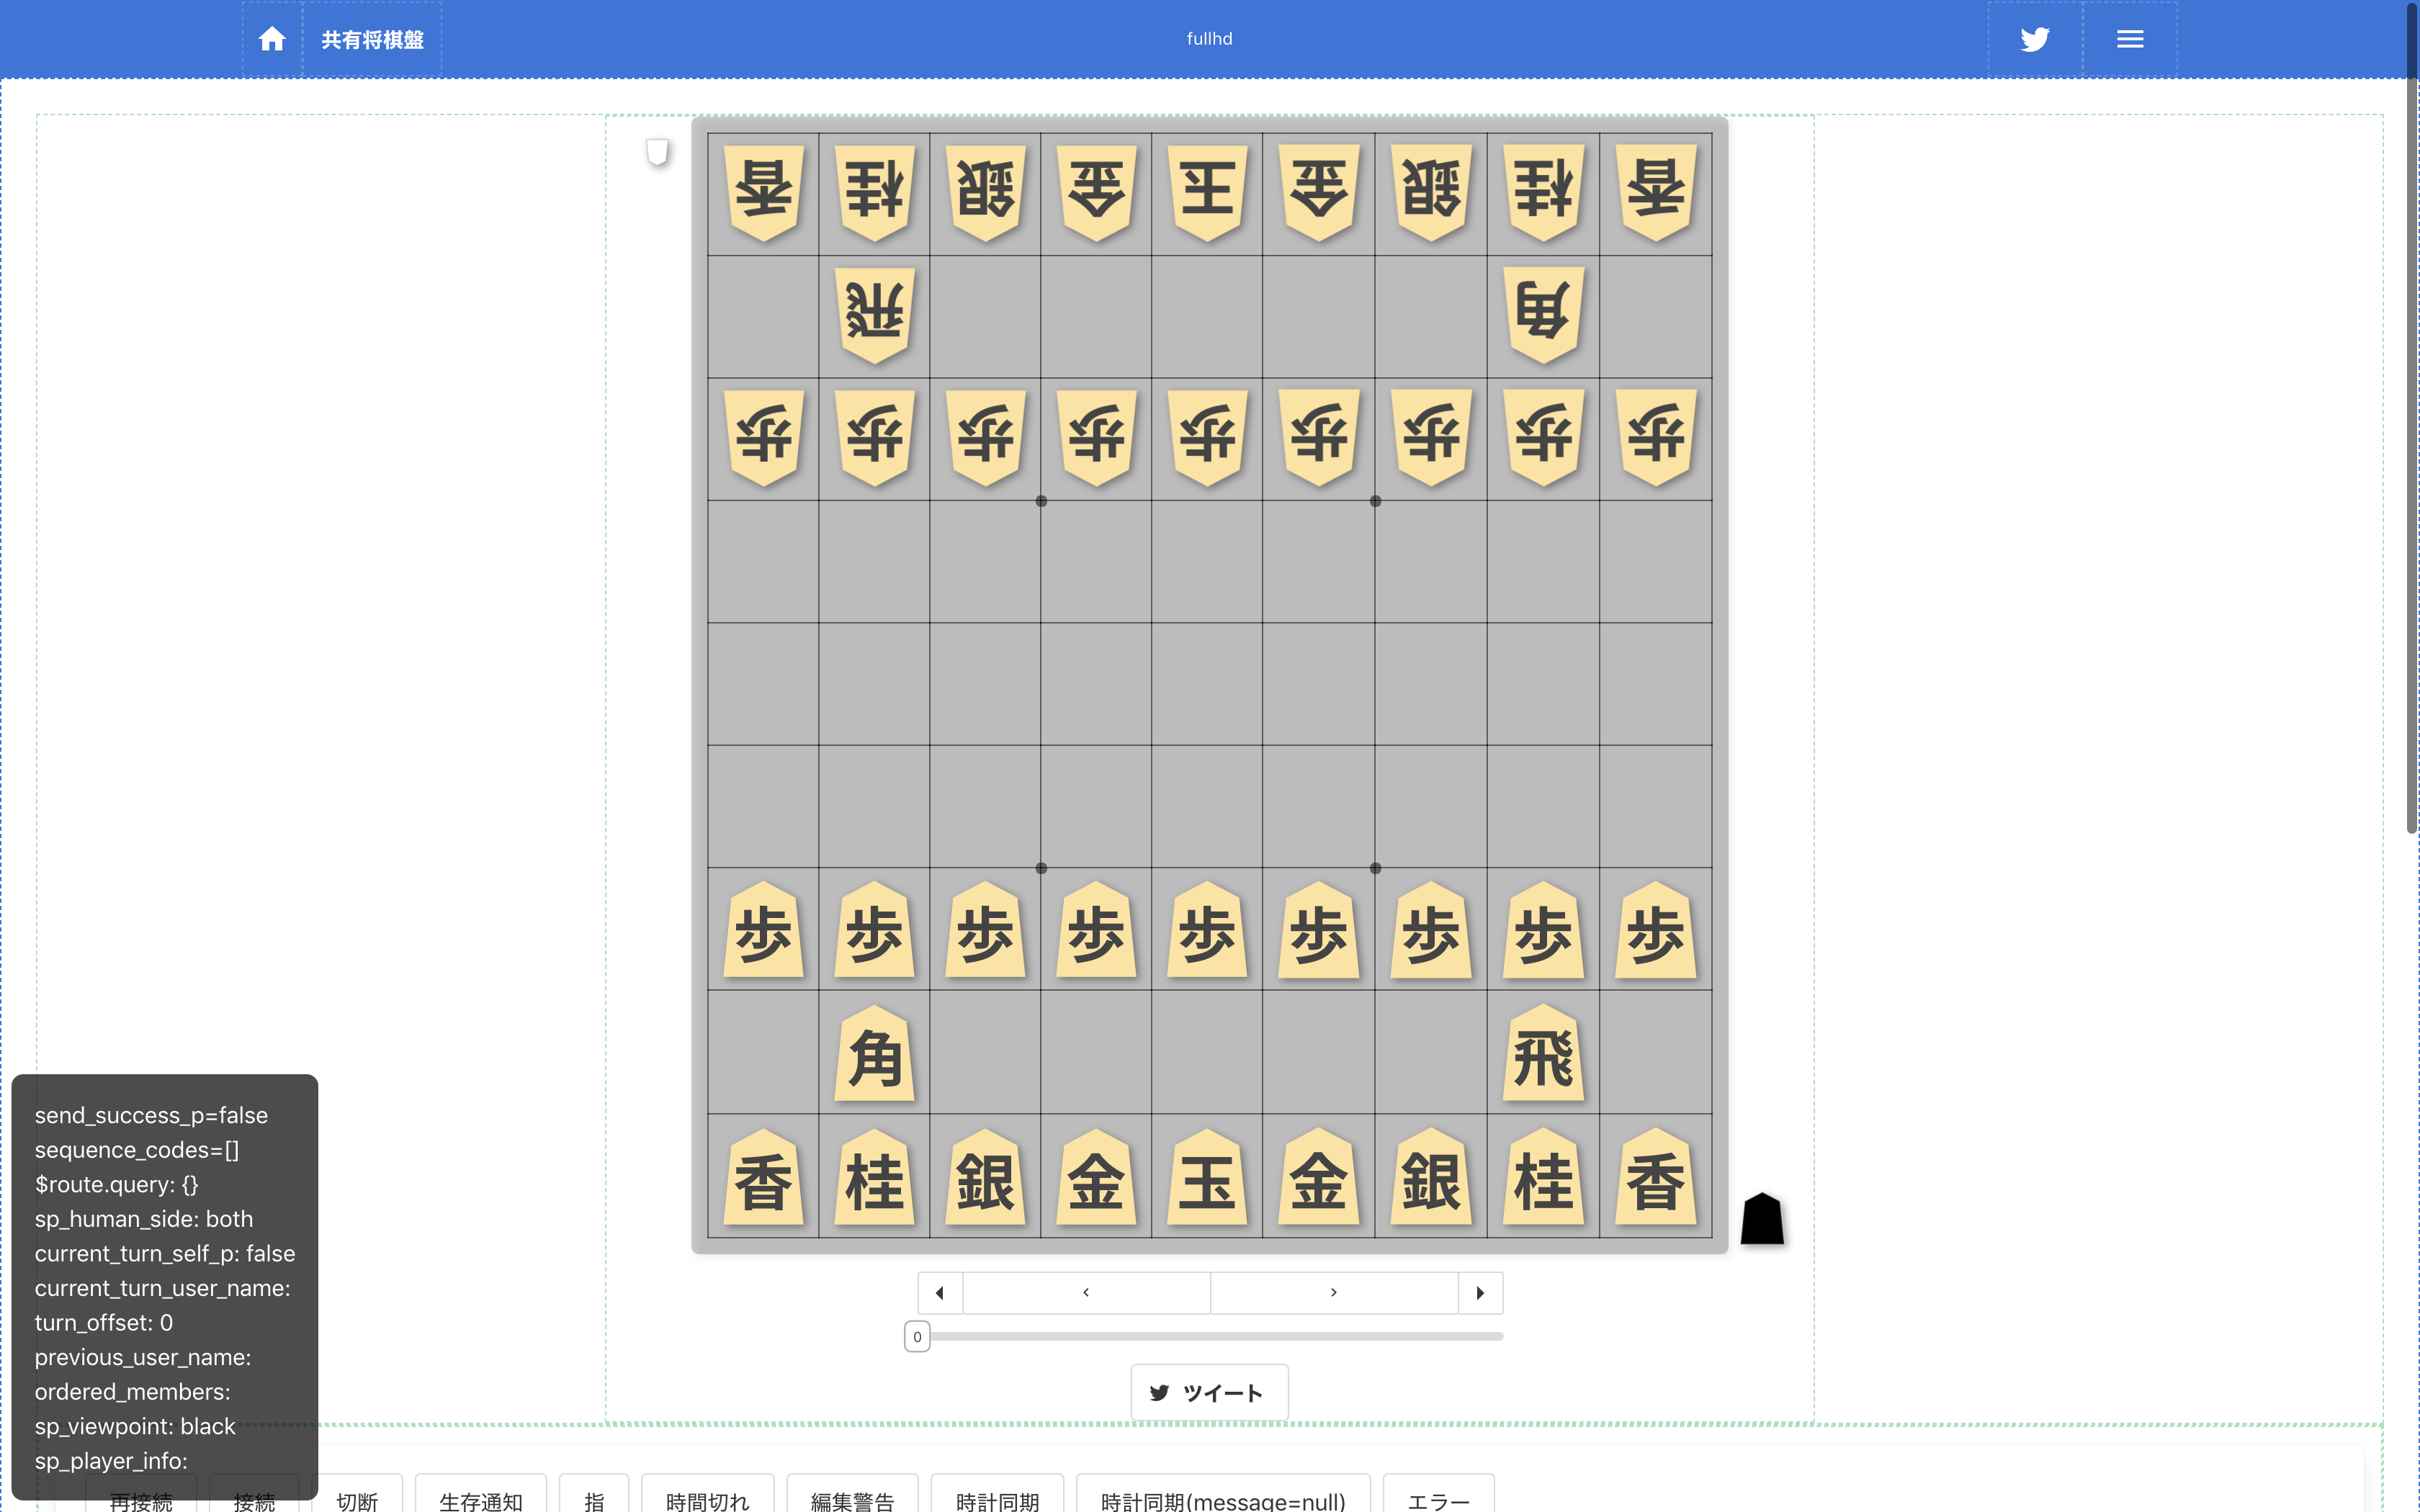 共有将棋盤
fullhd
香 桂 銀 金 玉 金 銀 桂 香
飛 角
歩 歩 歩 歩 歩 歩 歩 歩 歩
歩 歩 歩 歩 歩 歩 歩 歩 歩
角 飛
香 桂 銀 金 玉 金 銀 桂 香
0
ツイート
send_success_p=false
sequence_codes=[]
$route.query: {}
sp_human_side: both
current_turn_self_p: false
current_turn_user_name:
turn_offset: 0
previous_user_name:
ordered_members:
sp_viewpoint: black
sp_player_info:
再接続 接続 切断 生存通知 指 時間切れ 編集警告 時計同期 時計同期(message=null) エラー